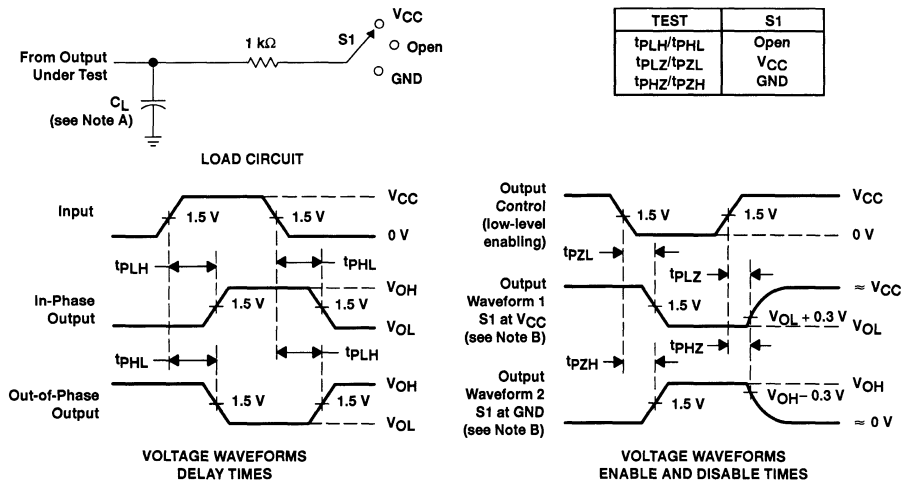 From Output
Under Test
CL
(see Note A)
1 kΩ
S1
VCC
Open
GND
LOAD CIRCUIT
TEST S1
tPLH/tPHL Open
tPLZ/tPZL VCC
tPHZ/tPZH GND
Input
1.5 V
1.5 V
VCC
0 V
tPLH
tPHL
In-Phase
Output
1.5 V
1.5 V
VOH
VOL
tPHL
tPLH
Out-of-Phase
Output
1.5 V
1.5 V
VOH
VOL
VOLTAGE WAVEFORMS
DELAY TIMES
Output
Control
(low-level
enabling)
1.5 V
1.5 V
VCC
0 V
tPZL
tPLZ
Output
Waveform 1
S1 at VCC
(see Note B)
1.5 V
VOL + 0.3 V
≈ VCC
VOL
tPZH
tPHZ
Output
Waveform 2
S1 at GND
(see Note B)
1.5 V
VOH – 0.3 V
VOH
≈ 0 V
VOLTAGE WAVEFORMS
ENABLE AND DISABLE TIMES